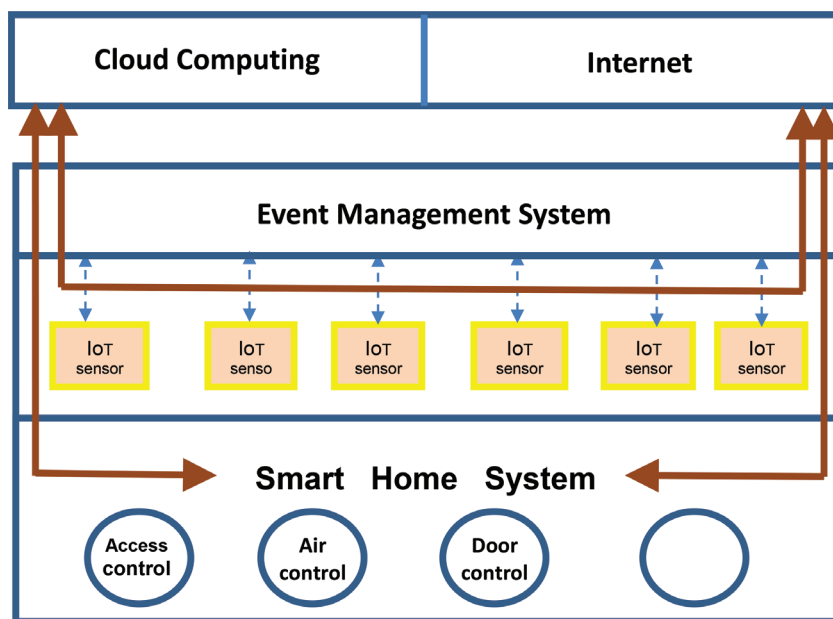 Cloud Computing
Internet
Event Management System
IoT
sensor
IoT
senso
IoT
sensor
IoT
sensor
IoT
sensor
IoT
sensor
Smart Home System
Access
control
Air
control
Door
control